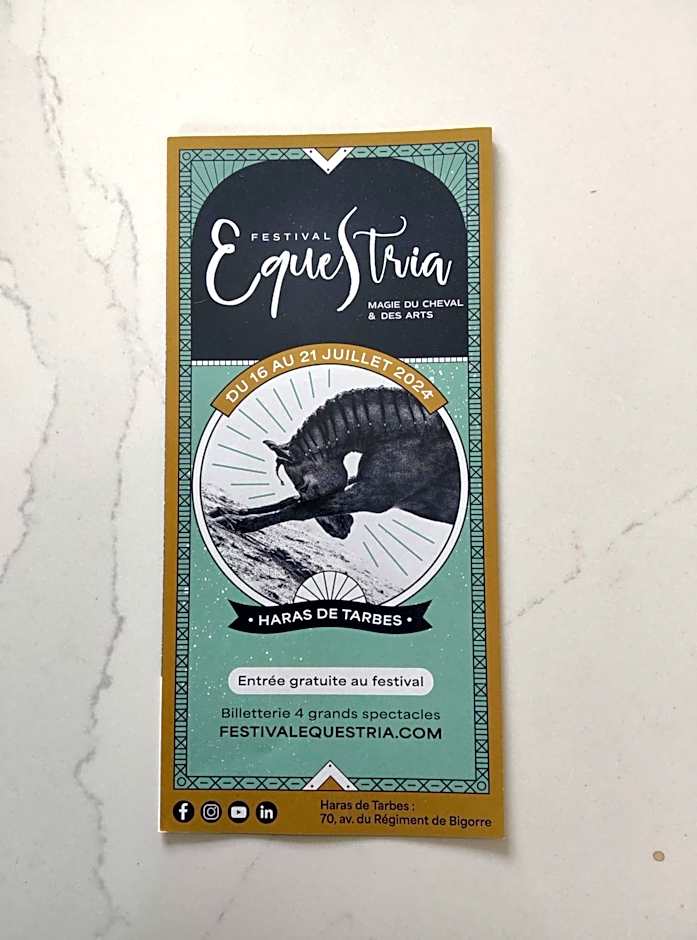 FESTIVAL
EqueStria
MAGIE DU CHEVAL
& DES ARTS
DU 16 AU 21 JUILLET 2024
• HARAS DE TARBES •
Entrée gratuite au festival
Billetterie 4 grands spectacles
FESTIVALEQUESTRIA.COM
Haras de Tarbes :
70, av. du Régiment de Bigorre